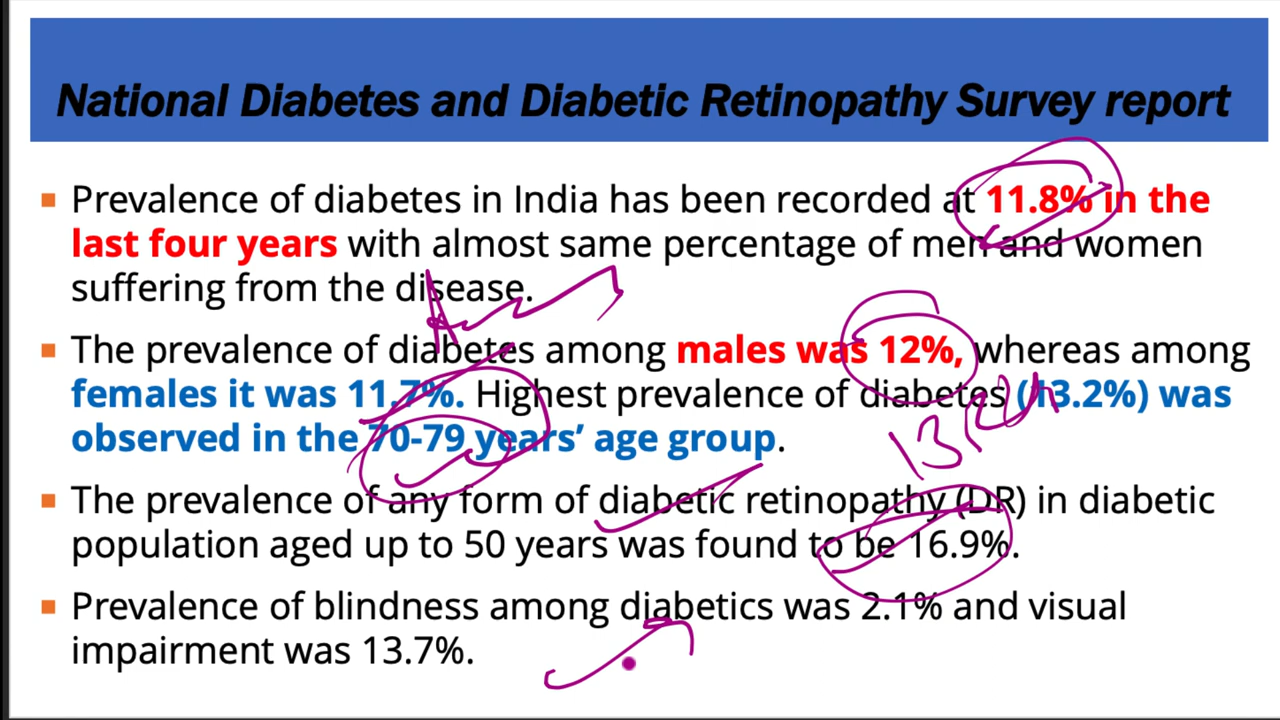 National Diabetes and Diabetic Retinopathy Survey report
Prevalence of diabetes in India has been recorded at 11.8% in the
last four years with almost same percentage of men and women
suffering from the disease.
The prevalence of diabetes among males was 12%, whereas among
females it was 11.7%. Highest prevalence of diabetes (13.2%) was
observed in the 70-79 years’ age group.
The prevalence of any form of diabetic retinopathy (DR) in diabetic
population aged up to 50 years was found to be 16.9%.
Prevalence of blindness among diabetics was 2.1% and visual
impairment was 13.7%.